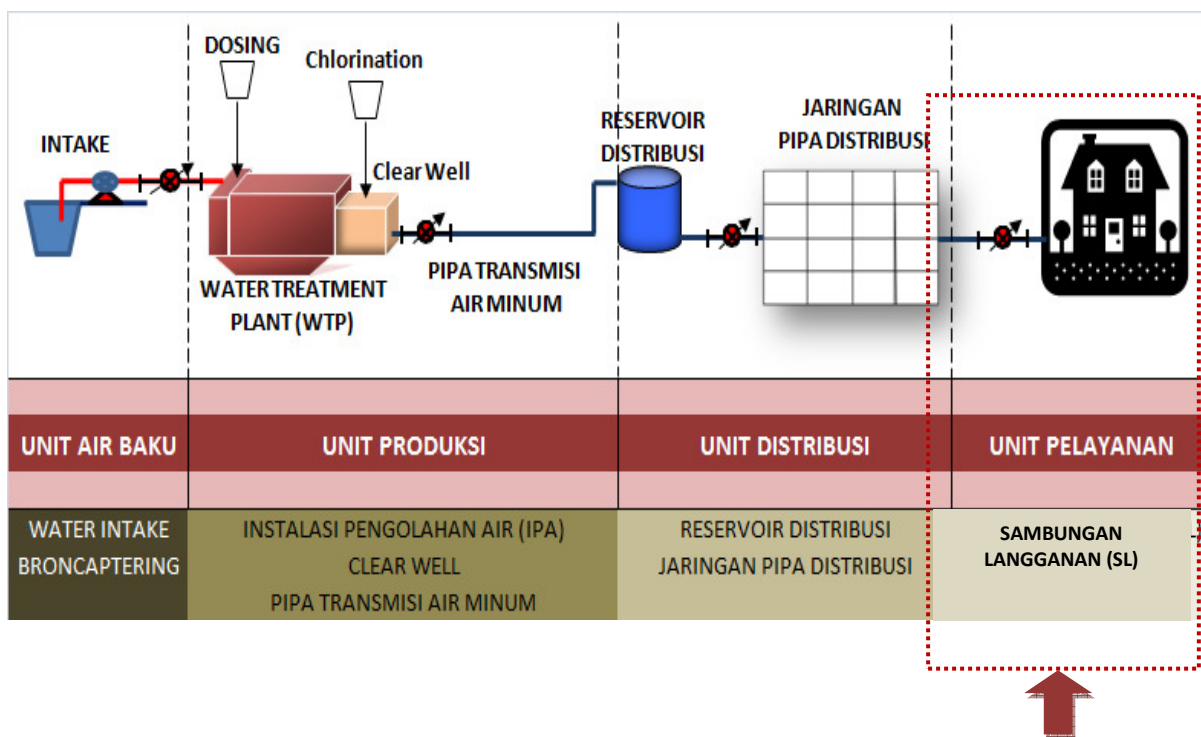 DOSING
Chlorination
INTAKE
Clear Well
RESERVOIR
DISTRIBUSI
JARINGAN
PIPA DISTRIBUSI
WATER TREATMENT
PLANT (WTP)
PIPA TRANSMISI
AIR MINUM
UNIT AIR BAKU
UNIT PRODUKSI
UNIT DISTRIBUSI
UNIT PELAYANAN
WATER INTAKE
BRONCAPTERING
INSTALASI PENGOLAHAN AIR (IPA)
CLEAR WELL
PIPA TRANSMISI AIR MINUM
RESERVOIR DISTRIBUSI
JARINGAN PIPA DISTRIBUSI
SAMBUNGAN
LANGGANAN (SL)